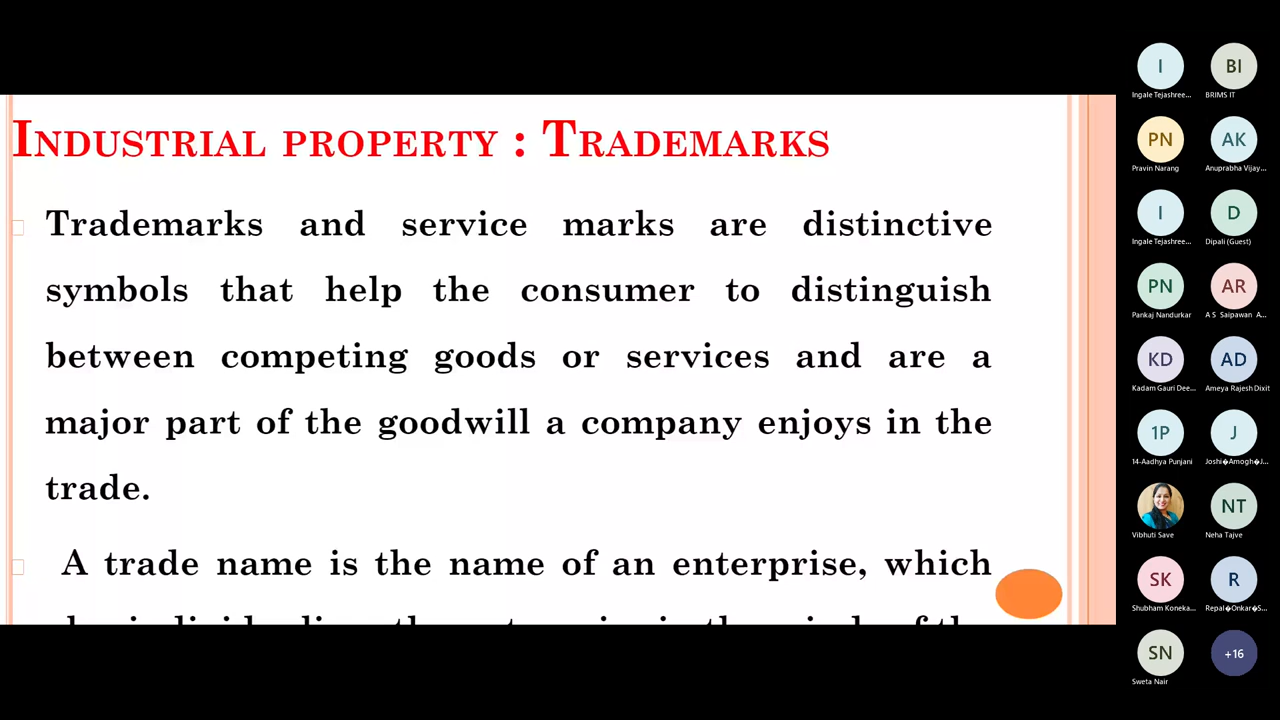 INDUSTRIAL PROPERTY : TRADEMARKS
Trademarks and service marks are distinctive
symbols that help the consumer to distinguish
between competing goods or services and are a
major part of the goodwill a company enjoys in the
trade.
A trade name is the name of an enterprise, which
I
BI
Ingale Tejashree...
BRIMS IT
PN
AK
Pravin Narang
Anuprabha Vijay...
I
D
Ingale Tejashree...
Dipali (Guest)
PN
AR
Pankaj Nandurkar
A S Saipawan A...
KD
AD
Kadam Gauri Dee...
Ameya Rajesh Dixit
1P
J
14-Aadhya Punjani
Joshi�Amogh�J...
NT
Vibhuti Save
Neha Tajve
SK
R
Shubham Koneka...
Repal�Onkar�S...
SN
+16
Sweta Nair